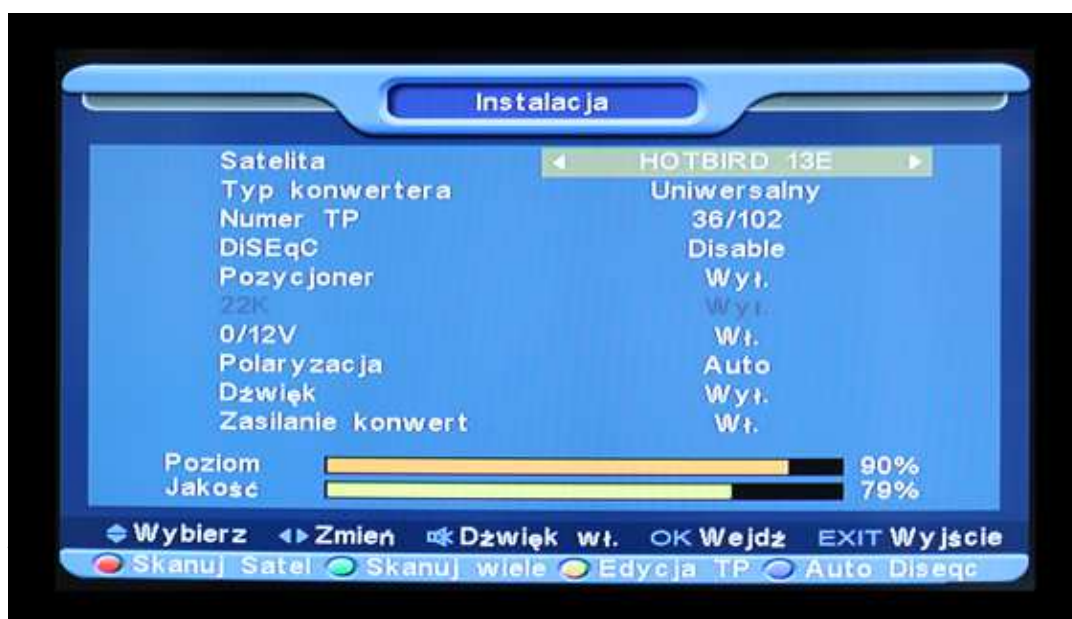 Instalacja
Satelita HOTBIRD 13E
Typ konwertera Uniwersalny
Numer TP 36/102
DiSEqC Disable
Pozycjoner Wył.
22K Wył.
0/12V Wł.
Polaryzacja Auto
Dźwięk Wył.
Zasilanie konwert Wł.
Poziom 90%
Jakość 79%
Wybierz Zmień Dźwięk wł. OK Wejdź EXIT Wyjście
Skanuj Satel Skanuj wiele Edycja TP Auto Diseqc